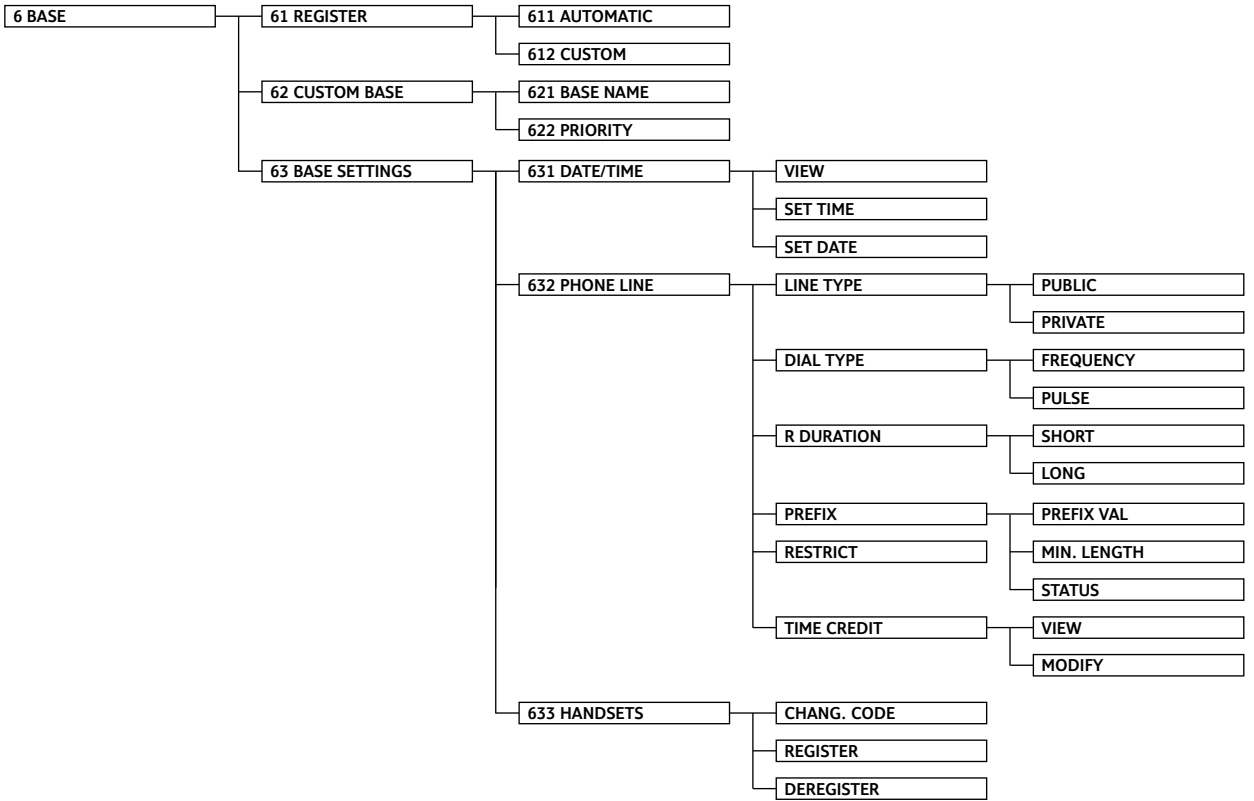 6 BASE
61 REGISTER
611 AUTOMATIC
612 CUSTOM
62 CUSTOM BASE
621 BASE NAME
622 PRIORITY
63 BASE SETTINGS
631 DATE/TIME
VIEW
SET TIME
SET DATE
632 PHONE LINE
LINE TYPE
PUBLIC
PRIVATE
DIAL TYPE
FREQUENCY
PULSE
R DURATION
SHORT
LONG
PREFIX
PREFIX VAL
MIN. LENGTH
STATUS
RESTRICT
TIME CREDIT
VIEW
MODIFY
633 HANDSETS
CHANG. CODE
REGISTER
DEREGISTER